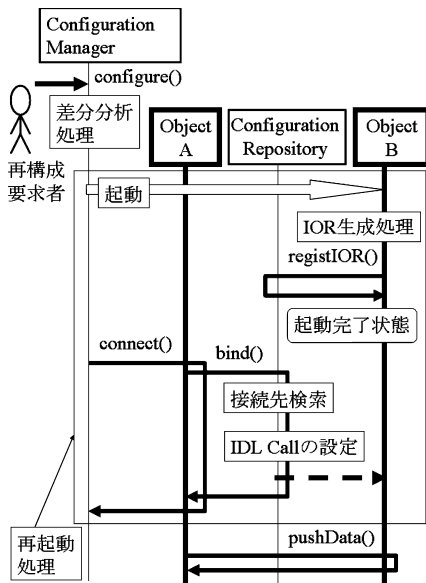 Configuration
Manager
configure()
差分分析
処理
再構成
要求者
Object
A
Configuration
Repository
Object
B
起動
IOR生成処理
registIOR()
起動完了状態
connect()
bind()
接続先検索
IDL Callの設定
再起動
処理
pushData()